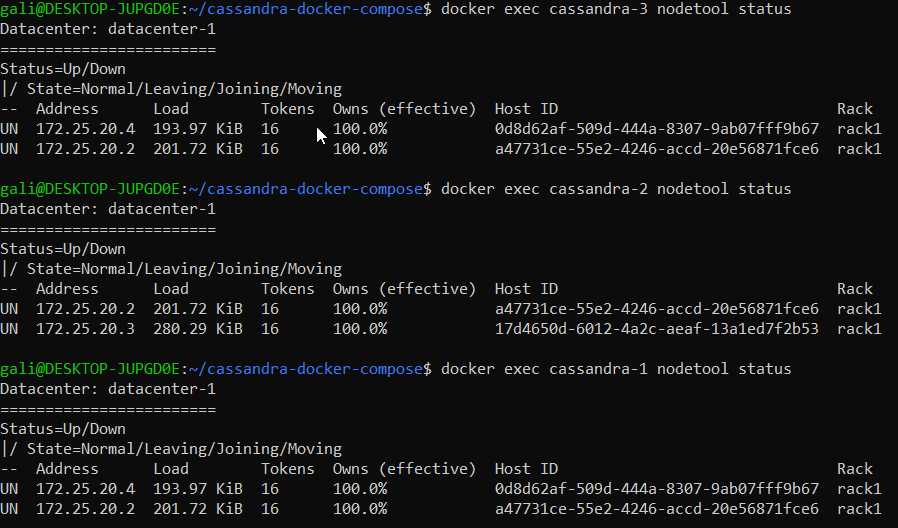 gali@DESKTOP-JUPGD0E:~/cassandra-docker-compose$ docker exec cassandra-3 nodetool status
Datacenter: datacenter-1
========================
Status=Up/Down
|/ State=Normal/Leaving/Joining/Moving
--  Address      Load        Tokens  Owns (effective)  Host ID                               Rack
UN  172.25.20.4  193.97 KiB  16      100.0%            0d8d62af-509d-444a-8307-9ab07fff9b67  rack1
UN  172.25.20.2  201.72 KiB  16      100.0%            a47731ce-55e2-4246-accd-20e56871fce6  rack1
gali@DESKTOP-JUPGD0E:~/cassandra-docker-compose$ docker exec cassandra-2 nodetool status
Datacenter: datacenter-1
========================
Status=Up/Down
|/ State=Normal/Leaving/Joining/Moving
--  Address      Load        Tokens  Owns (effective)  Host ID                               Rack
UN  172.25.20.2  201.72 KiB  16      100.0%            a47731ce-55e2-4246-accd-20e56871fce6  rack1
UN  172.25.20.3  280.29 KiB  16      100.0%            17d4650d-6012-4a2c-aeaf-13a1ed7f2b53  rack1
gali@DESKTOP-JUPGD0E:~/cassandra-docker-compose$ docker exec cassandra-1 nodetool status
Datacenter: datacenter-1
========================
Status=Up/Down
|/ State=Normal/Leaving/Joining/Moving
--  Address      Load        Tokens  Owns (effective)  Host ID                               Rack
UN  172.25.20.4  193.97 KiB  16      100.0%            0d8d62af-509d-444a-8307-9ab07fff9b67  rack1
UN  172.25.20.2  201.72 KiB  16      100.0%            a47731ce-55e2-4246-accd-20e56871fce6  rack1